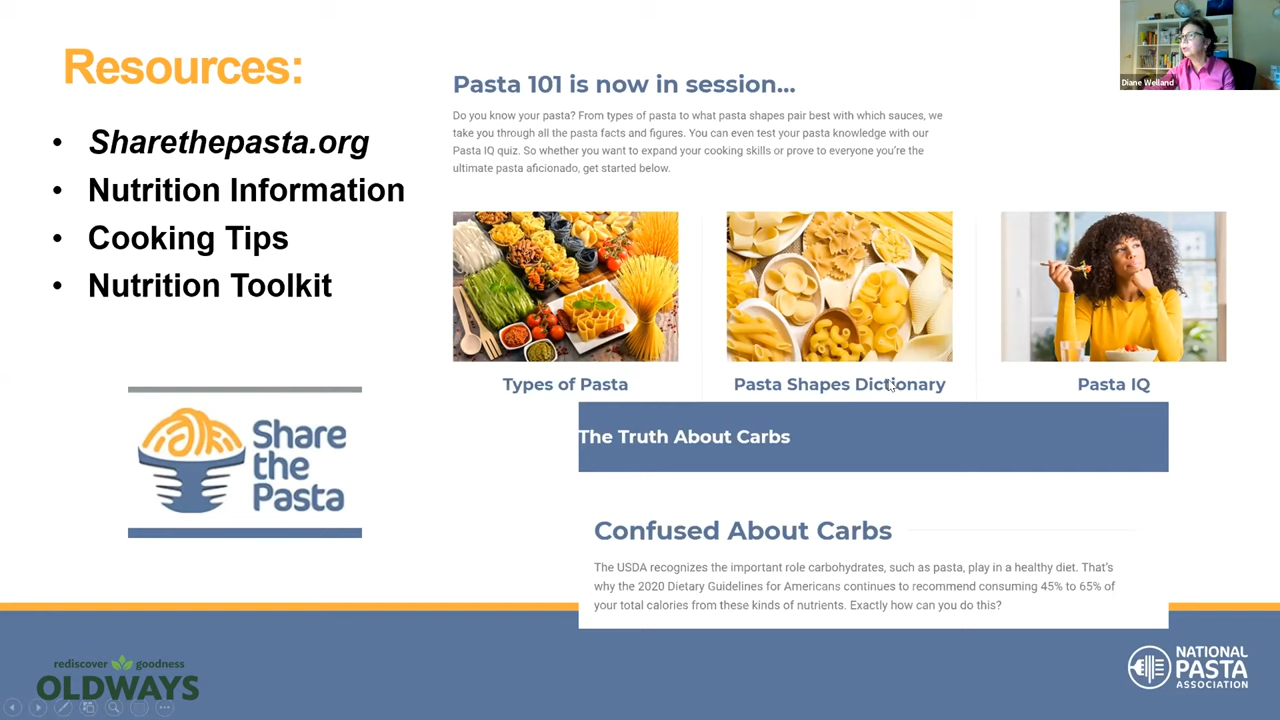 Resources:
• Sharethepasta.org
• Nutrition Information
• Cooking Tips
• Nutrition Toolkit
Share
the
Pasta
Pasta 101 is now in session...
Do you know your pasta? From types of pasta to what pasta shapes pair best with which sauces, we
take you through all the pasta facts and figures. You can even test your pasta knowledge with our
Pasta IQ quiz. So whether you want to expand your cooking skills or prove to everyone you're the
ultimate pasta aficionado, get started below.
Types of Pasta
Pasta Shapes Dictionary
Pasta IQ
The Truth About Carbs
Confused About Carbs
The USDA recognizes the important role carbohydrates, such as pasta, play in a healthy diet. That's
why the 2020 Dietary Guidelines for Americans continues to recommend consuming 45% to 65% of
your total calories from these kinds of nutrients. Exactly how can you do this?
Diane Welland
rediscover goodness
OLDWAYS
NATIONAL
PASTA
ASSOCIATION